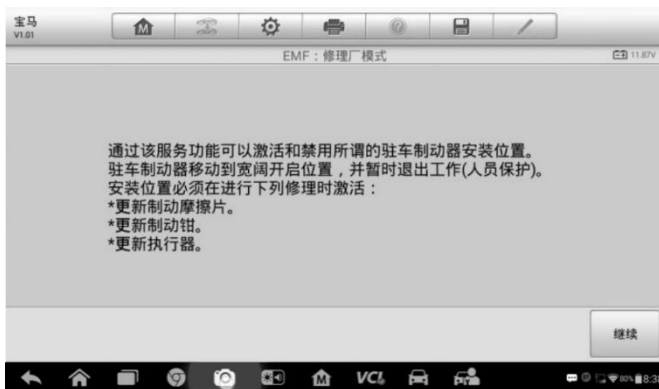 宝马
V1.01
EMF：修理厂模式
11.87V
通过该服务功能可以激活和禁用所谓的驻车制动器安装位置。
驻车制动器移动到宽阔开启位置，并暂时退出工作(人员保护)。
安装位置必须在进行下列修理时激活：
*更新制动摩擦片。
*更新制动钳。
*更新执行器。
继续
VCI
80% 8:3